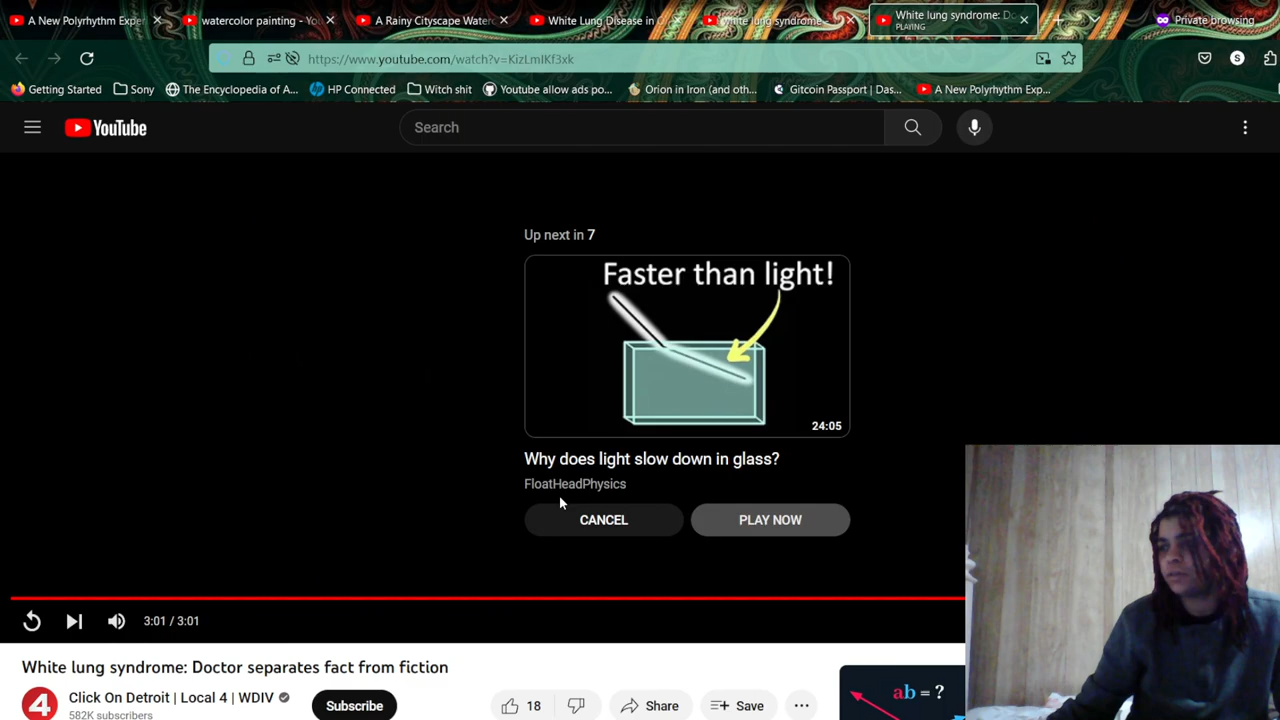 A New Polyrhythm Exper
watercolor painting - You
A Rainy Cityscape Waterc
White Lung Disease in
white lung syndrome -
White lung syndrome: Do
PLAYING
Private browsing
https://www.youtube.com/watch?v=KizLmIKf3xk
S
Getting Started
Sony
The Encyclopedia of A...
HP Connected
Witch shit
Youtube allow ads po...
Orion in Iron (and oth...
Gitcoin Passport | Das...
A New Polyrhythm Exp...
YouTube
Search
Up next in 7
Faster than light!
24:05
Why does light slow down in glass?
FloatHeadPhysics
CANCEL
PLAY NOW
3:01 / 3:01
White lung syndrome: Doctor separates fact from fiction
4
Click On Detroit | Local 4 | WDIV
582K subscribers
Subscribe
18
Share
Save
ab = ?